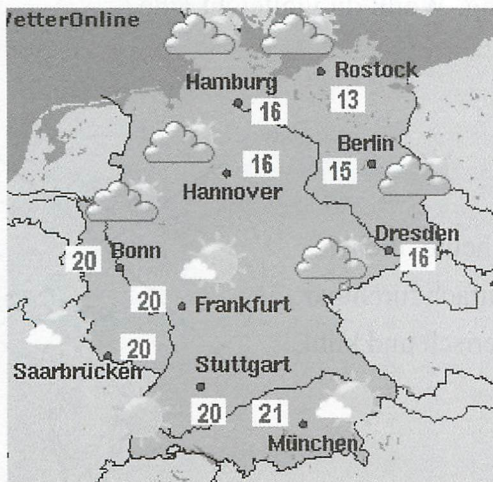 WetterOnline
Rostock
Hamburg
13
16
Berlin
16
15
Hannover
Dresden
Bonn
20
16
20
Frankfurt
20
Saarbrücken
Stuttgart
20
21
München